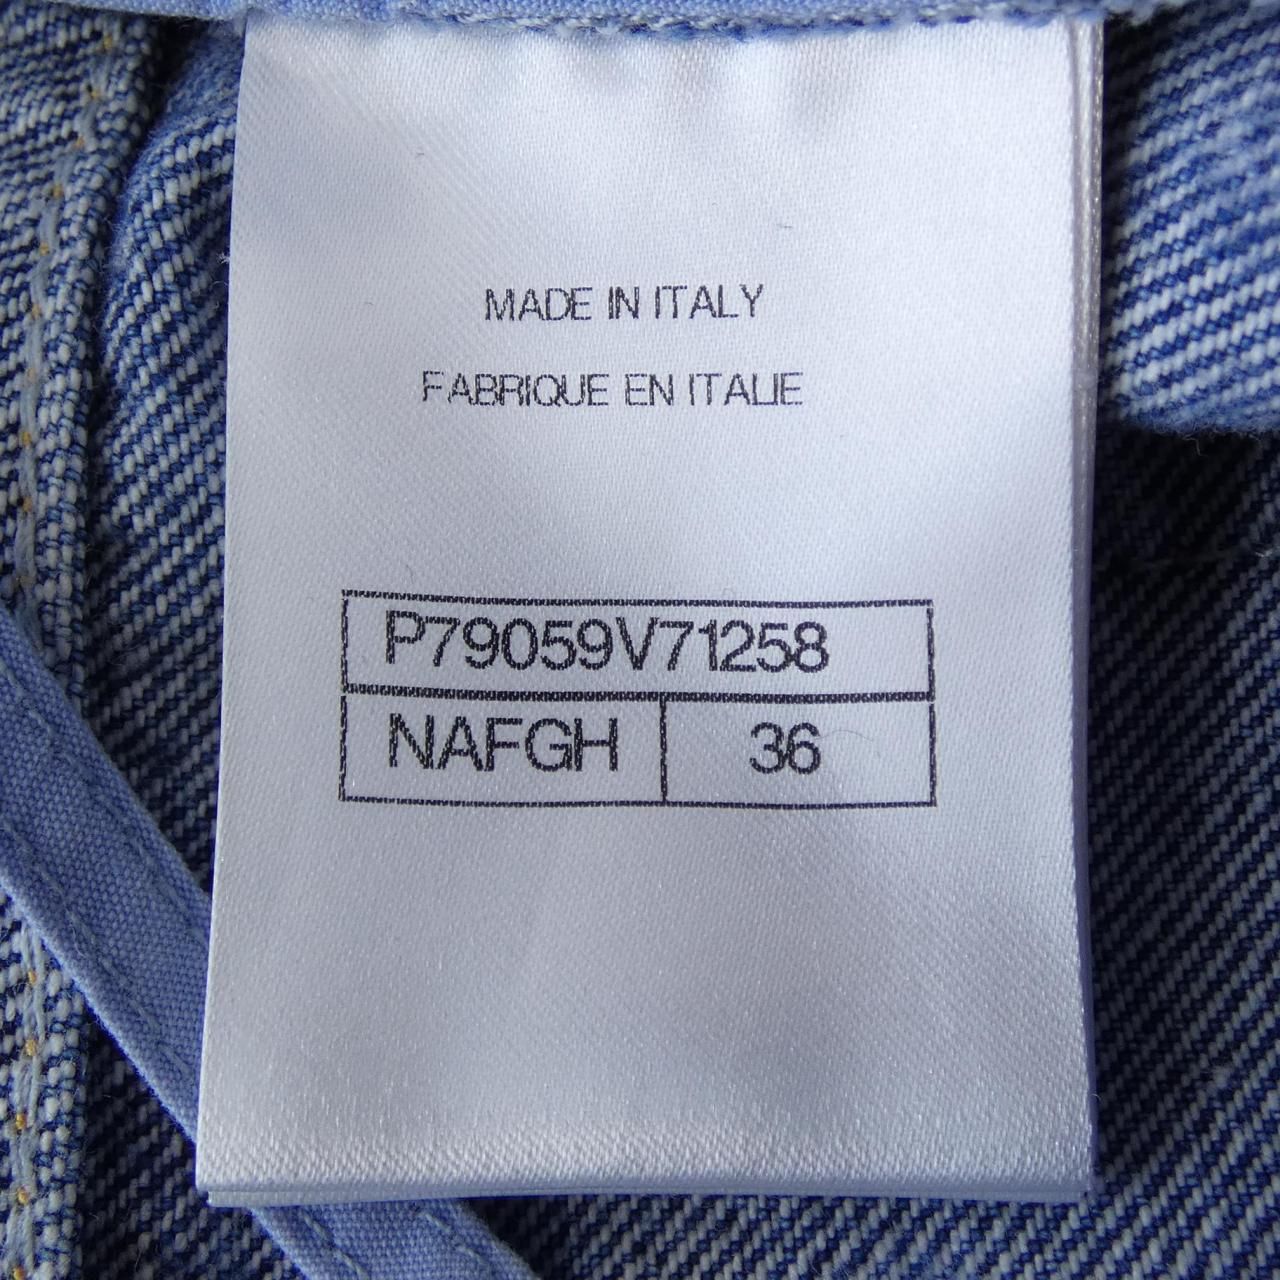 MADE IN ITALY
FABRIQUE EN ITALIE
P79059V71258
NAFGH 36